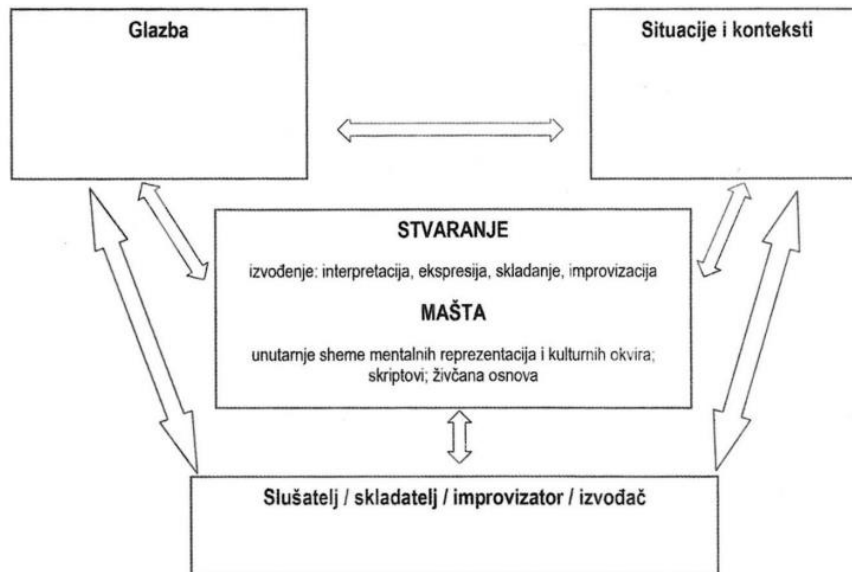 Glazba
Situacije i konteksti
STVARANJE
izvođenje: interpretacija, ekspresija, skladanje, improvizacija
MAŠTA
unutarnje sheme mentalnih reprezentacija i kulturnih okvira;
skriptovi; živčana osnova
Slušatelj / skladatelj / improvizator / izvođač